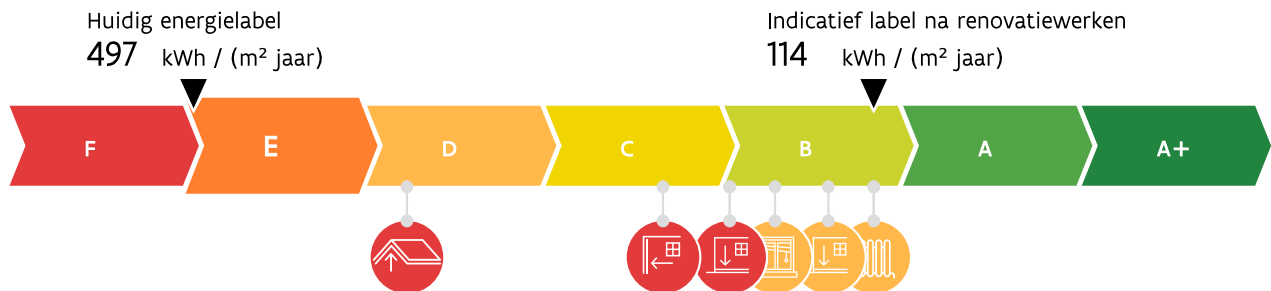 Huidig energielabel
497 kWh / (m² jaar)
Indicatief label na renovatiewerken
114 kWh / (m² jaar)
F E D C B A A+